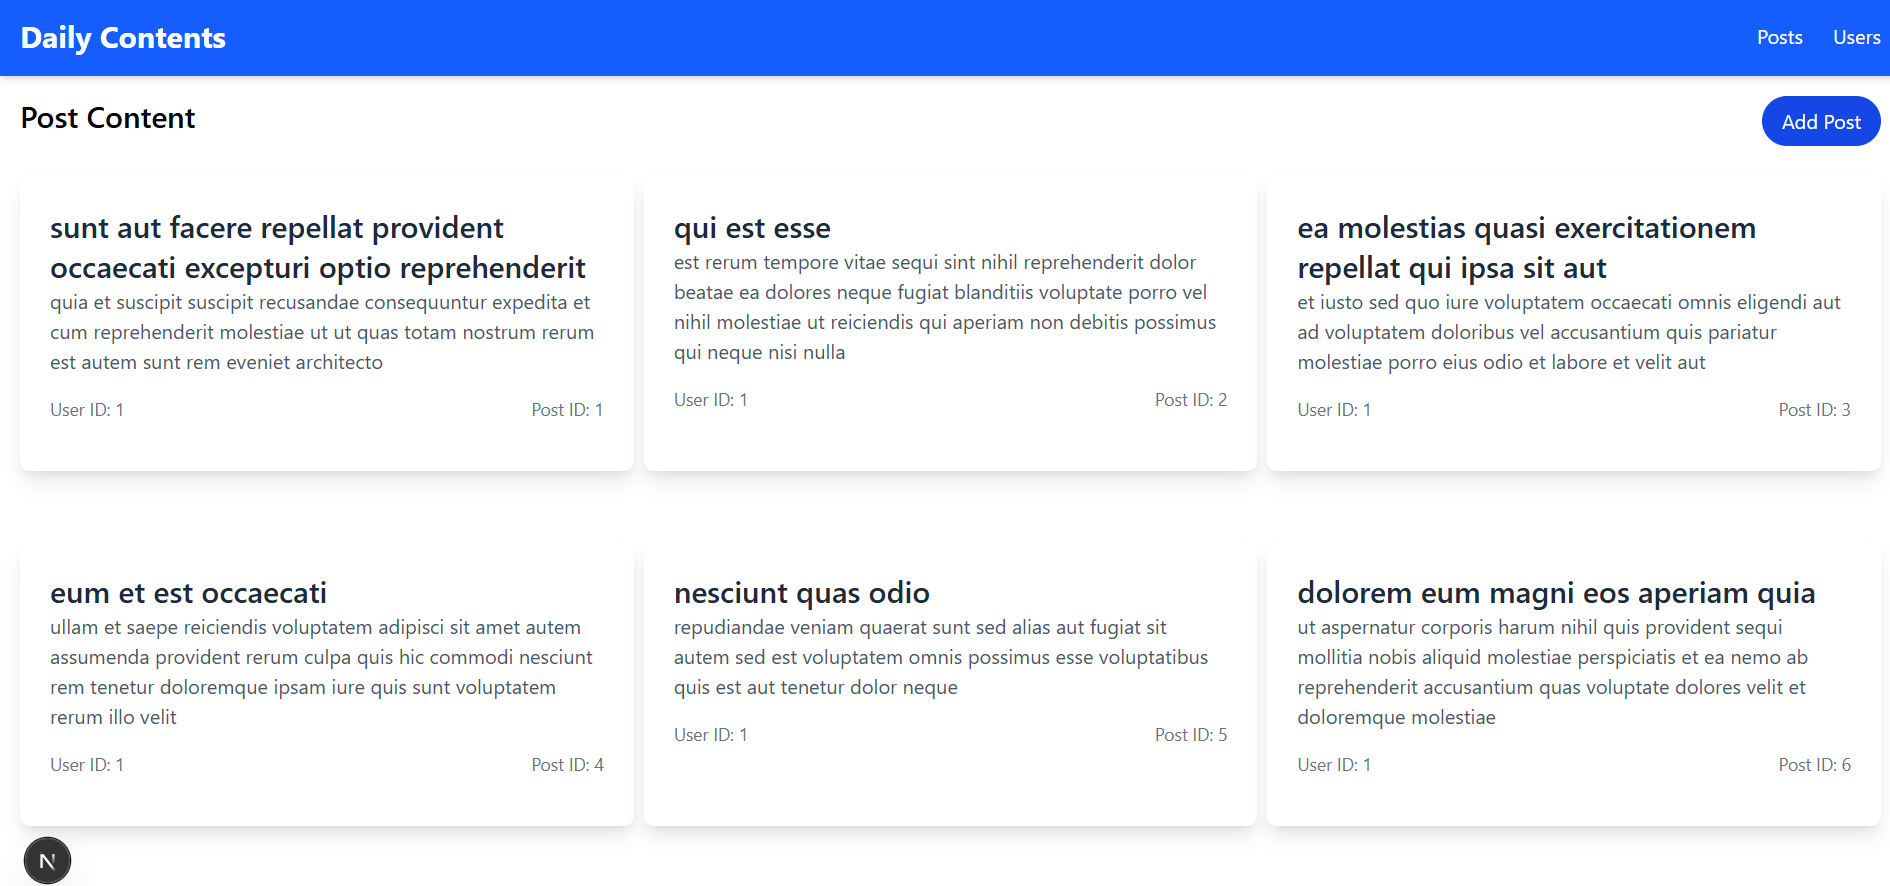 Daily Contents
Posts
Users
Post Content
Add Post
sunt aut facere repellat provident
occaecati excepturi optio reprehenderit
quia et suscipit suscipit recusandae consequuntur expedita et
cum reprehenderit molestiae ut ut quas totam nostrum rerum
est autem sunt rem eveniet architecto
User ID: 1
Post ID: 1
qui est esse
est rerum tempore vitae sequi sint nihil reprehenderit dolor
beatae ea dolores neque fugiat blanditiis voluptate porro vel
nihil molestiae ut reiciendis qui aperiam non debitis possimus
qui neque nisi nulla
User ID: 1
Post ID: 2
ea molestias quasi exercitationem
repellat qui ipsa sit aut
et iusto sed quo iure voluptatem occaecati omnis eligendi aut
ad voluptatem doloribus vel accusantium quis pariatur
molestiae porro eius odio et labore et velit aut
User ID: 1
Post ID: 3
eum et est occaecati
ullam et saepe reiciendis voluptatem adipisci sit amet autem
assumenda provident rerum culpa quis hic commodi nesciunt
rem tenetur doloremque ipsam iure quis sunt voluptatem
rerum illo velit
User ID: 1
Post ID: 4
nesciunt quas odio
repudiandae veniam quaerat sunt sed alias aut fugiat sit
autem sed est voluptatem omnis possimus esse voluptatibus
quis est aut tenetur dolor neque
User ID: 1
Post ID: 5
dolorem eum magni eos aperiam quia
ut aspernatur corporis harum nihil quis provident sequi
mollitia nobis aliquid molestiae perspiciatis et ea nemo ab
reprehenderit accusantium quas voluptate dolores velit et
doloremque molestiae
User ID: 1
Post ID: 6
N